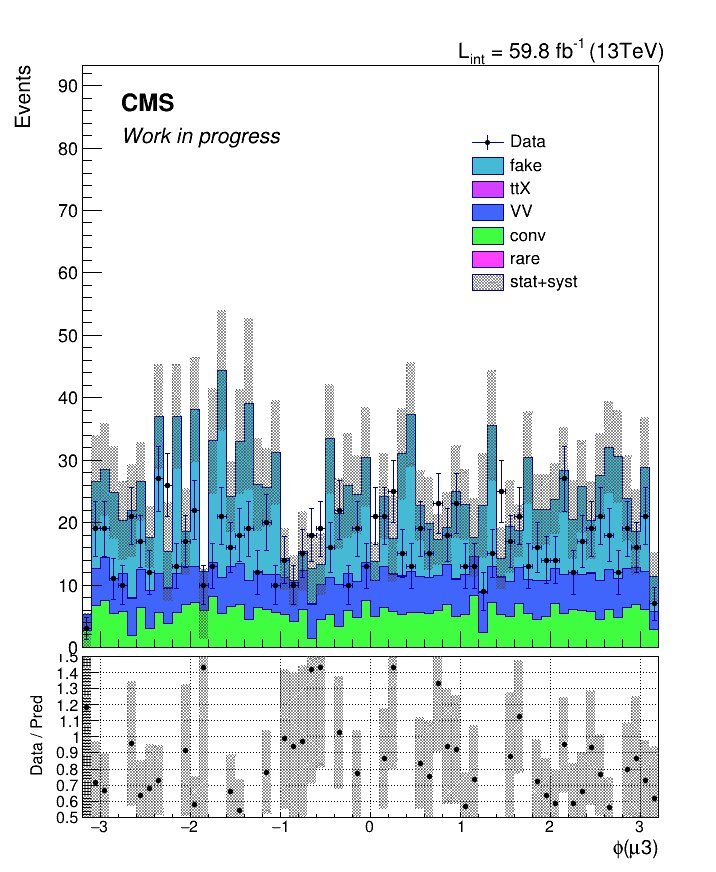 L_int = 59.8 fb^-1 (13TeV)
Events
90
80
70
60
50
40
30
20
10
0
CMS
Work in progress
Data
fake
ttX
VV
conv
rare
stat+syst
Data / Pred
1.5
1.4
1.3
1.2
1.1
1
0.9
0.8
0.7
0.6
0.5
−3 −2 −1 0 1 2 3
ϕ(μ3)